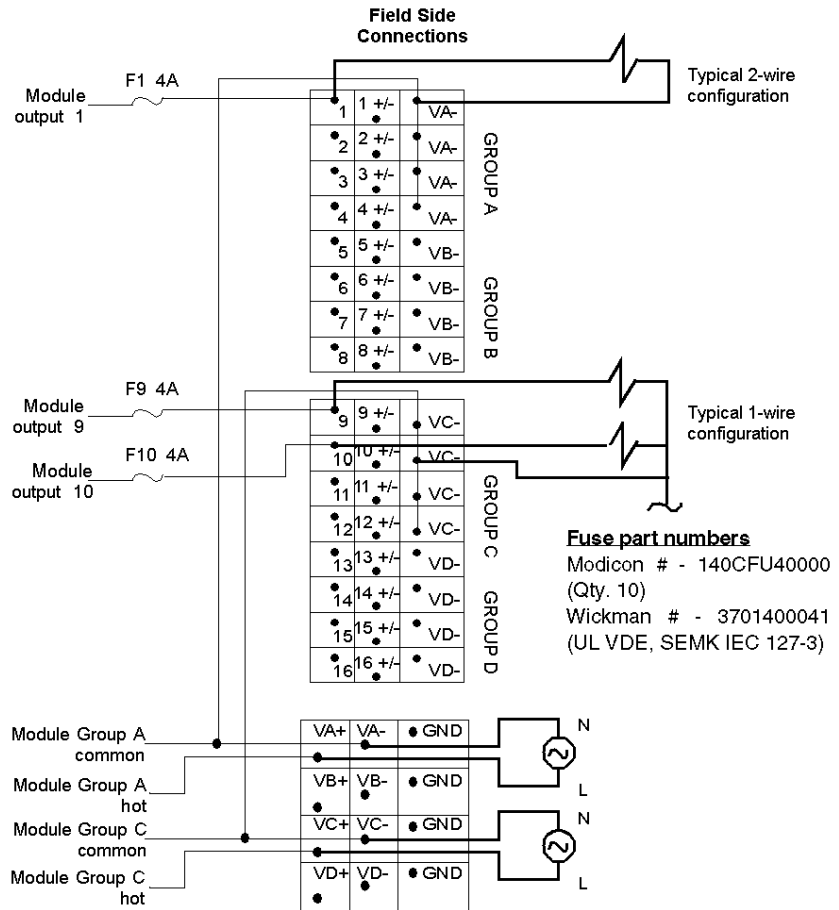 Field Side
Connections
F1 4A
Module
output 1
Typical 2-wire
configuration
1 1 +/- VA-
2 2 +/- VA-
3 3 +/- VA-
4 4 +/- VA-
GROUP A
5 5 +/- VB-
6 6 +/- VB-
7 7 +/- VB-
8 8 +/- VB-
GROUP B
F9 4A
Module
output 9
F10 4A
Module
output 10
Typical 1-wire
configuration
9 9 +/- VC-
10 10 +/- VC-
11 11 +/- VC-
12 12 +/- VC-
GROUP C
13 13 +/- VD-
14 14 +/- VD-
15 15 +/- VD-
16 16 +/- VD-
GROUP D
Fuse part numbers
Modicon # - 140CFU40000
(Qty. 10)
Wickman # - 3701400041
(UL VDE, SEMK IEC 127-3)
Module Group A
common
Module Group A
hot
Module Group C
common
Module Group C
hot
VA+ VA- GND
VB+ VB- GND
VC+ VC- GND
VD+ VD- GND
N
L
N
L